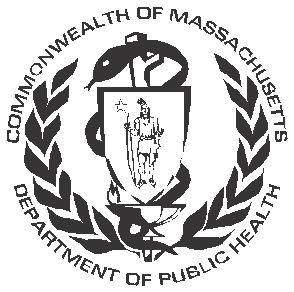 COMMONWEALTH OF MASSACHUSETTS
DEPARTMENT OF PUBLIC HEALTH